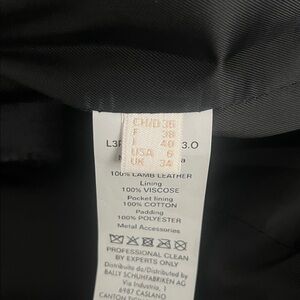 CH/D 36
F 38
I 40
USA 6
UK 34
3.0
100% LAMB LEATHER
Lining
100% VISCOSE
Pocket lining
100% COTTON
Padding
100% POLYESTER
Metal Accessories
PROFESSIONAL CLEAN
BY EXPERTS ONLY
Distribuite da/Distributed by
BALLY SCHUHFABRIKEN AG
Via Industria, 1
6987 CASLANO